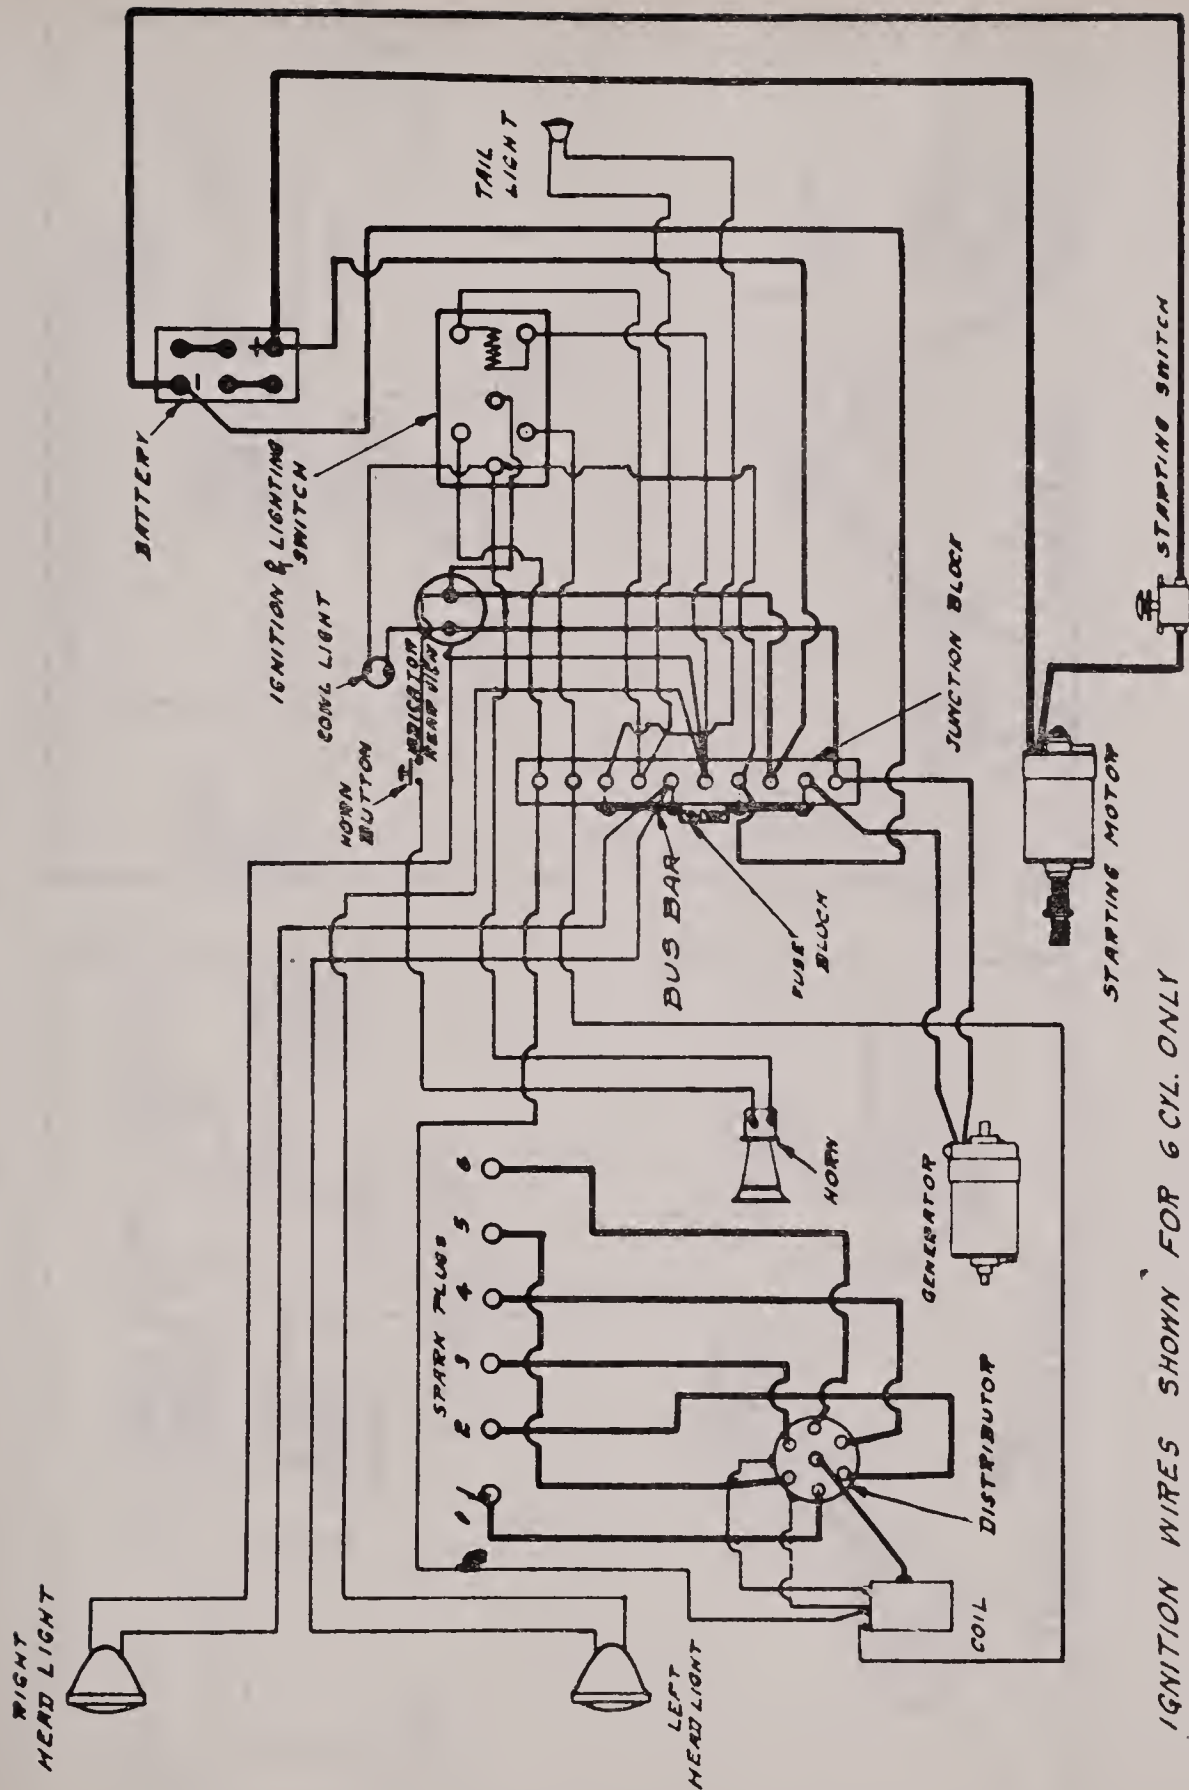 RIGHT
HEAD LIGHT
LEFT
HEAD LIGHT
COIL
DISTRIBUTOR
SPARK PLUGS
1
2
3
4
5
6
HORN
GENERATOR
BUS BAR
FUSE
BLOCK
HORN
BUTTON
INDICATOR
REAR VIEW
COWL LIGHT
IGNITION & LIGHTING
SWITCH
BATTERY
-
+
TAIL
LIGHT
JUNCTION BLOCK
STARTING MOTOR
STARTING SWITCH
IGNITION WIRES SHOWN FOR 6 CYL. ONLY